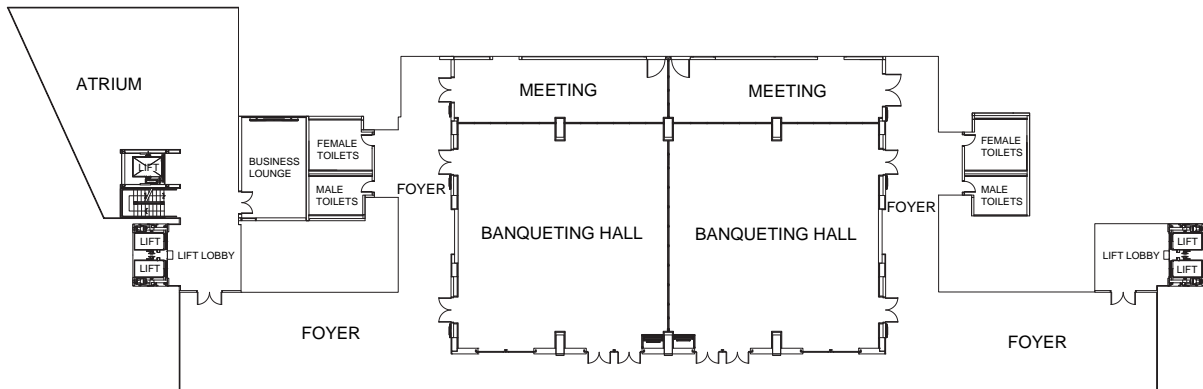 ATRIUM
MEETING
MEETING
FEMALE
TOILETS
FEMALE
TOILETS
LIFT
BUSINESS
LOUNGE
MALE
TOILETS
FOYER
MALE
TOILETS
FOYER
BANQUETING HALL
BANQUETING HALL
LIFT
LIFT
LIFT LOBBY
LIFT LOBBY
LIFT
LIFT
FOYER
FOYER